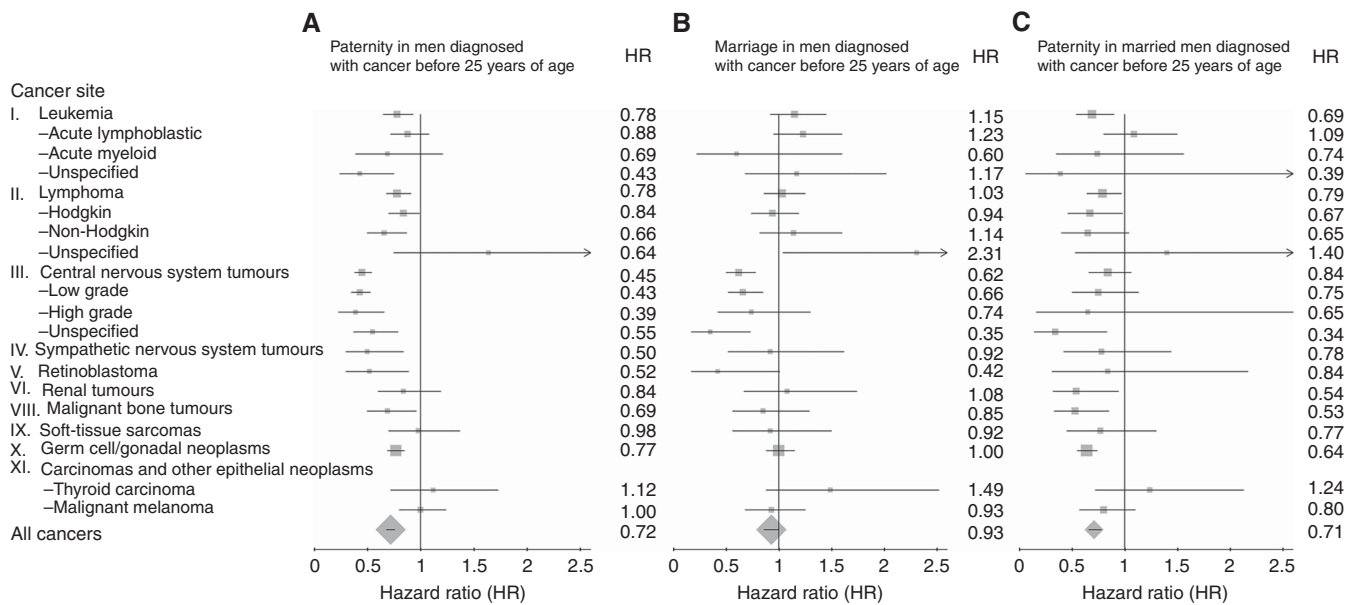 A B C
Paternity in men diagnosed with cancer before 25 years of age HR
Marriage in men diagnosed with cancer before 25 years of age HR
Paternity in married men diagnosed with cancer before 25 years of age HR
Cancer site
I. Leukemia 0.78 1.15 0.69
–Acute lymphoblastic 0.88 1.23 1.09
–Acute myeloid 0.69 0.60 0.74
–Unspecified 0.43 1.17 0.39
II. Lymphoma 0.78 1.03 0.79
–Hodgkin 0.84 0.94 0.67
–Non-Hodgkin 0.66 1.14 0.65
–Unspecified 0.64 2.31 1.40
III. Central nervous system tumours 0.45 0.62 0.84
–Low grade 0.43 0.66 0.75
–High grade 0.39 0.74 0.65
–Unspecified 0.55 0.35 0.34
IV. Sympathetic nervous system tumours 0.50 0.92 0.78
V. Retinoblastoma 0.52 0.42 0.84
VI. Renal tumours 0.84 1.08 0.54
VIII. Malignant bone tumours 0.69 0.85 0.53
IX. Soft-tissue sarcomas 0.98 0.92 0.77
X. Germ cell/gonadal neoplasms 0.77 1.00 0.64
XI. Carcinomas and other epithelial neoplasms
–Thyroid carcinoma 1.12 1.49 1.24
–Malignant melanoma 1.00 0.93 0.80
All cancers 0.72 0.93 0.71
0 0.5 1 1.5 2 2.5 0 0.5 1 1.5 2 2.5 0 0.5 1 1.5 2 2.5
Hazard ratio (HR) Hazard ratio (HR) Hazard ratio (HR)